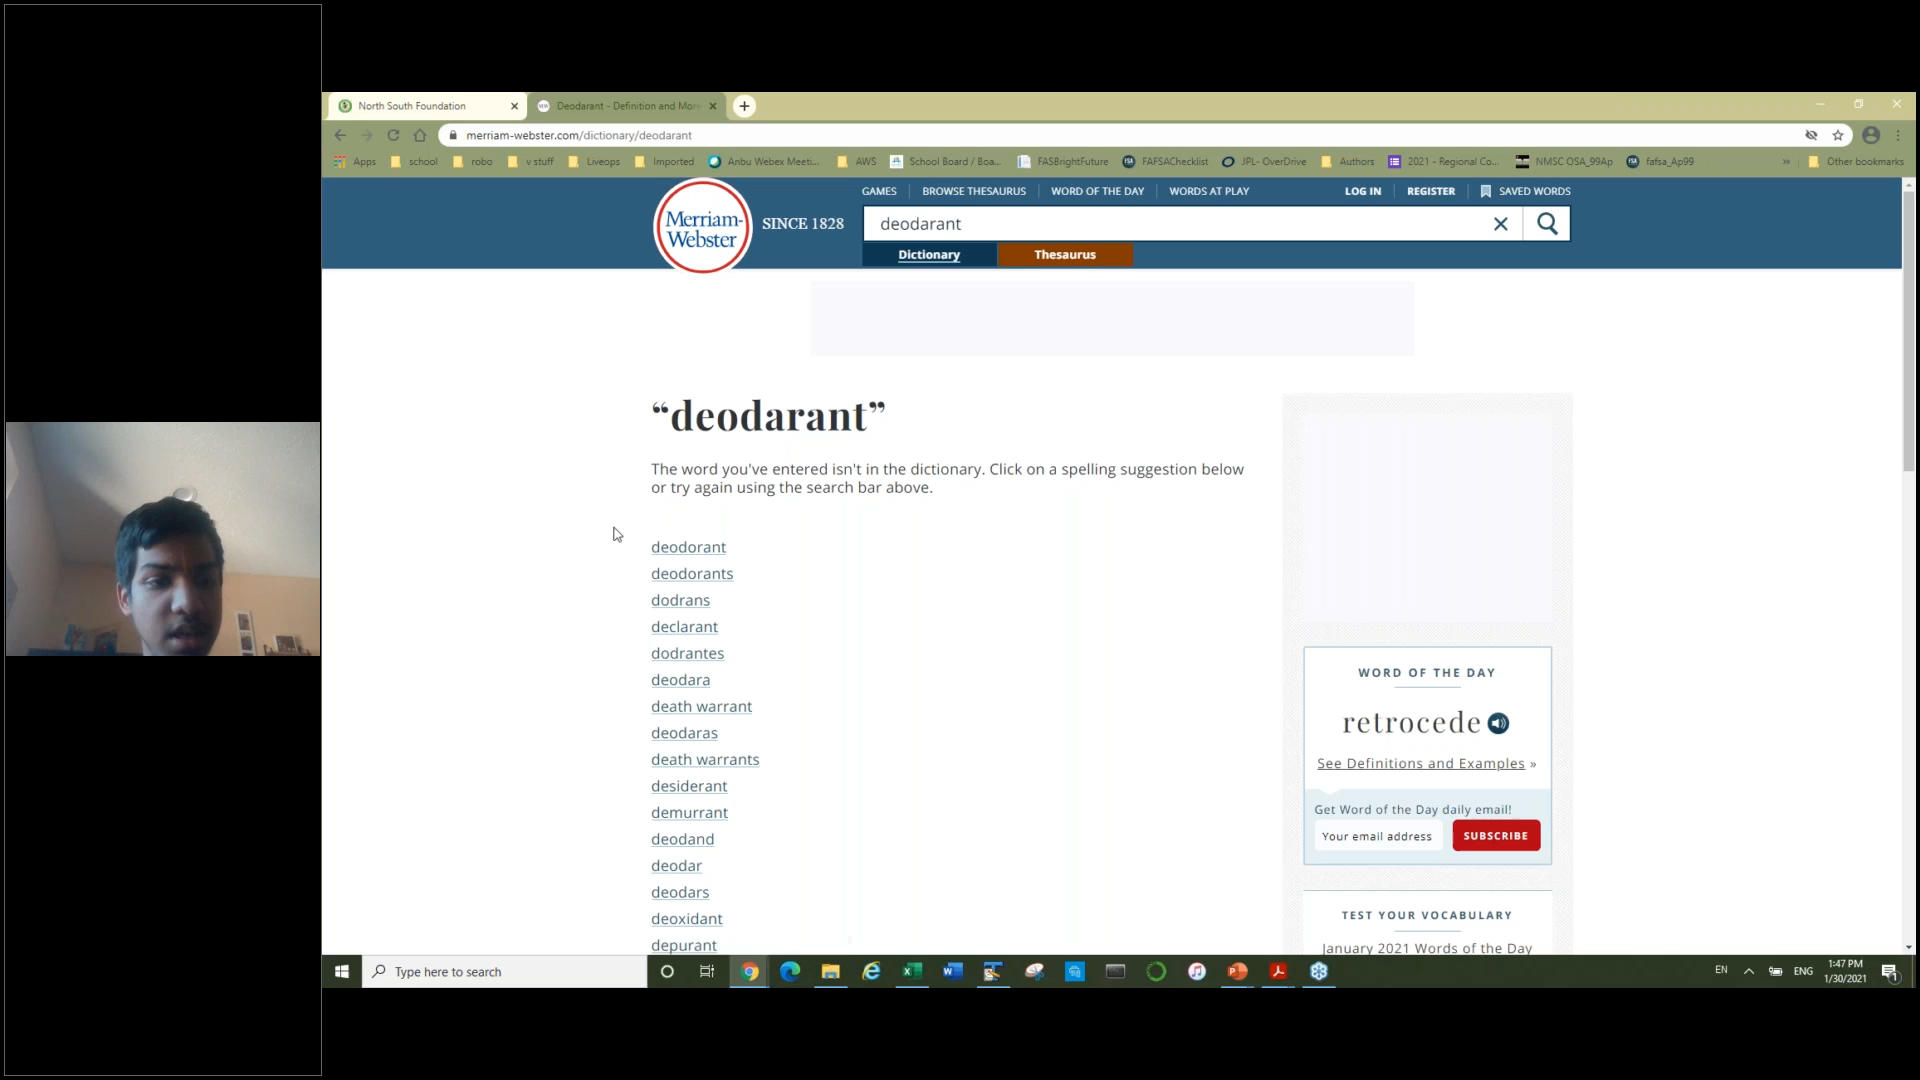 North South Foundation
Deodarant - Definition and More
merriam-webster.com/dictionary/deodarant
Apps school robo v stuff Liveops Imported Anbu Webex Meeti... AWS School Board / Boa... FASBrightFuture FAFSAChecklist JPL- OverDrive Authors 2021 - Regional Co... NMSC OSA_99Ap fafsa_Ap99 » Other bookmarks
GAMES BROWSE THESAURUS WORD OF THE DAY WORDS AT PLAY LOG IN REGISTER SAVED WORDS
Merriam-
Webster
SINCE 1828
deodarant
Dictionary Thesaurus
“deodarant”
The word you've entered isn't in the dictionary. Click on a spelling suggestion below
or try again using the search bar above.
deodorant
deodorants
dodrans
declarant
dodrantes
deodara
death warrant
deodaras
death warrants
desiderant
demurrant
deodand
deodar
deodars
deoxidant
depurant
WORD OF THE DAY
retrocede
See Definitions and Examples »
Get Word of the Day daily email!
Your email address SUBSCRIBE
TEST YOUR VOCABULARY
January 2021 Words of the Day
Type here to search
EN ENG
1:47 PM
1/30/2021